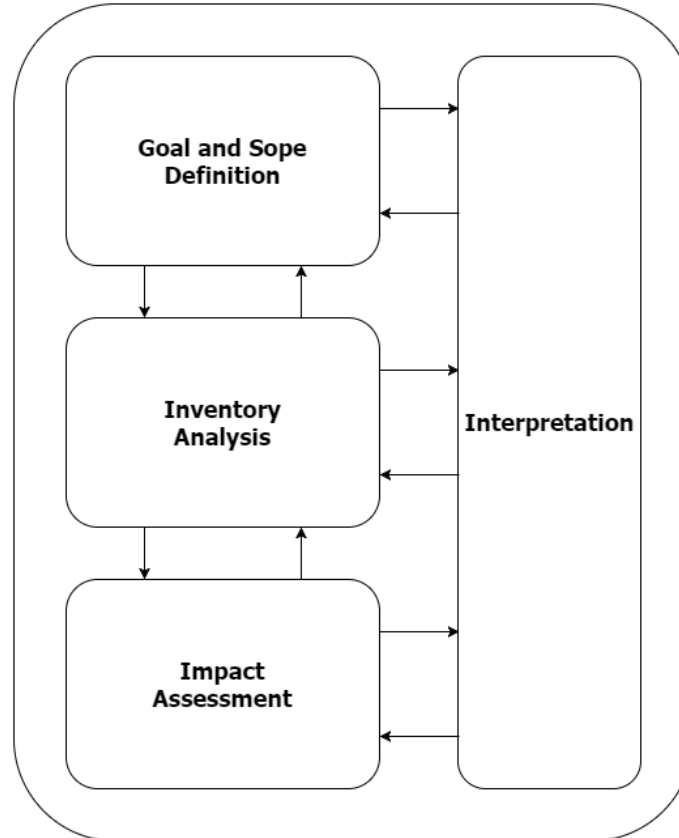 Goal and Sope
Definition
Inventory
Analysis
Interpretation
Impact
Assessment